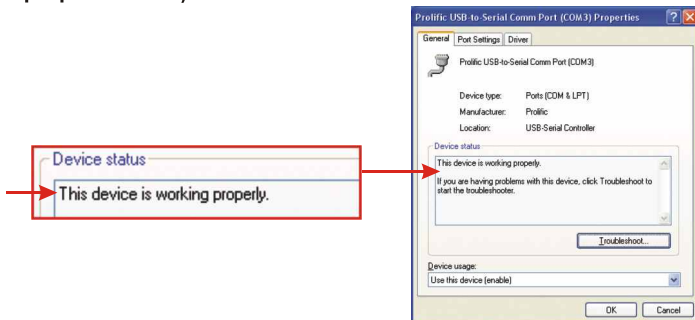 Device status
This device is working properly.
Prolific USB-to-Serial Comm Port (COM3) Properties
General Port Settings Driver
Prolific USB-to-Serial Comm Port (COM3)
Device type: Ports (COM & LPT)
Manufacturer: Prolific
Location: USB-Serial Controller
Device status
This device is working properly.
If you are having problems with this device, click Troubleshoot to
start the troubleshooter.
Troubleshoot...
Device usage:
Use this device (enable)
OK Cancel